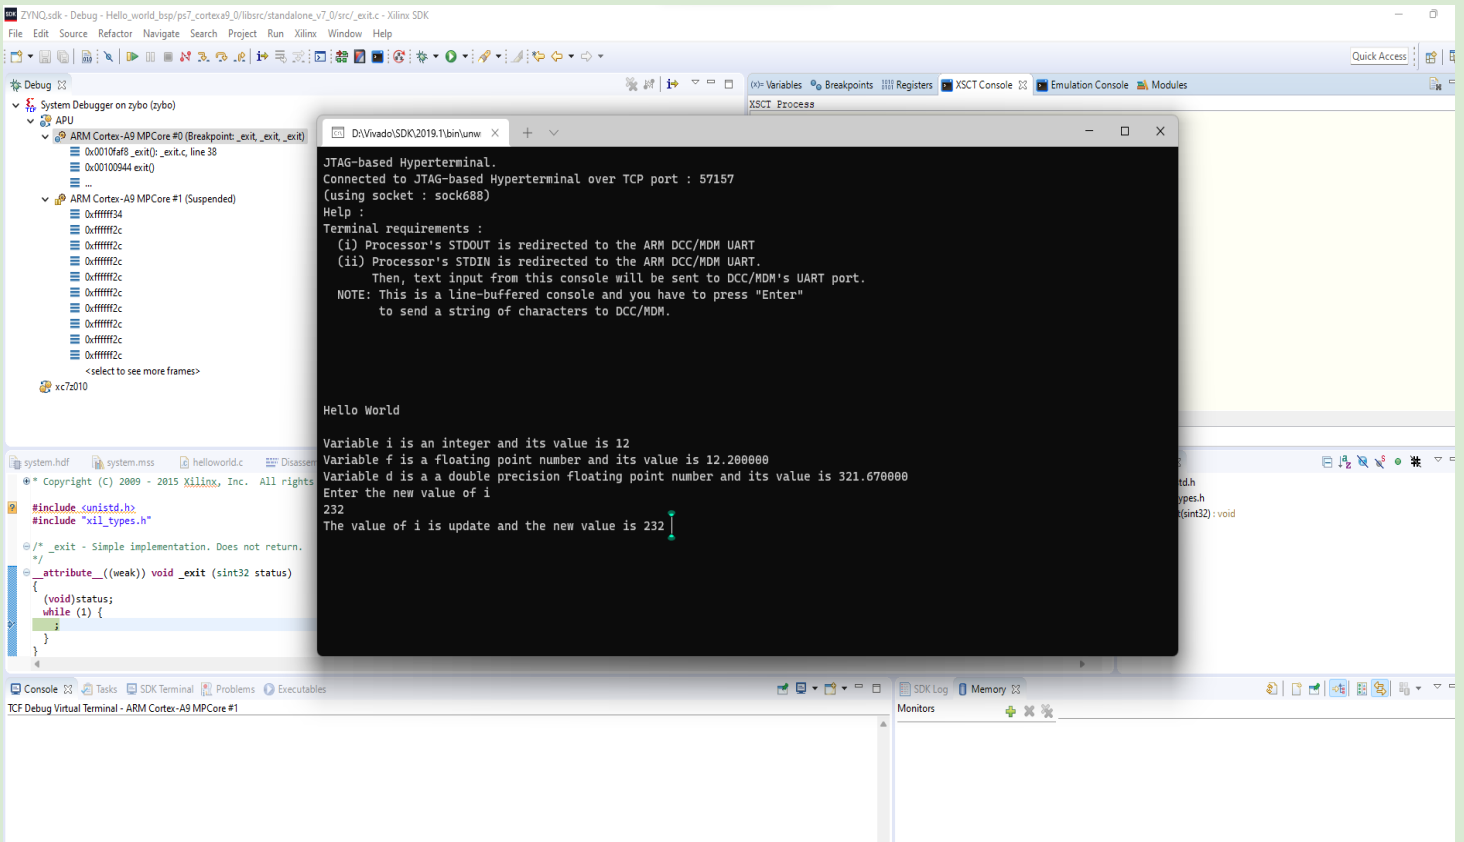 ZYNQ.sdk - Debug - Hello_world_bsp/ps7_cortexa9_0/libsrc/standalone_v7_0/src/_exit.c - Xilinx SDK
File Edit Source Refactor Navigate Search Project Run Xilinx Window Help
Quick Access
Debug
System Debugger on zybo (zybo)
APU
ARM Cortex-A9 MPCore #0 (Breakpoint: _exit, _exit, _exit)
0x0010faf8 _exit(): _exit.c, line 38
0x00100944 exit()
...
ARM Cortex-A9 MPCore #1 (Suspended)
0xffffff34
0xffffff2c
0xffffff2c
0xffffff2c
0xffffff2c
0xffffff2c
0xffffff2c
0xffffff2c
0xffffff2c
0xffffff2c
<select to see more frames>
xc7z010
(x)= Variables Breakpoints Registers XSCT Console Emulation Console Modules
XSCT Process
D:\Vivado\SDK\2019.1\bin\unw
JTAG-based Hyperterminal.
Connected to JTAG-based Hyperterminal over TCP port : 57157
(using socket : sock688)
Help :
Terminal requirements :
(i) Processor's STDOUT is redirected to the ARM DCC/MDM UART
(ii) Processor's STDIN is redirected to the ARM DCC/MDM UART.
Then, text input from this console will be sent to DCC/MDM's UART port.
NOTE: This is a line-buffered console and you have to press "Enter"
to send a string of characters to DCC/MDM.
Hello World
Variable i is an integer and its value is 12
Variable f is a floating point number and its value is 12.200000
Variable d is a a double precision floating point number and its value is 321.670000
Enter the new value of i
232
The value of i is update and the new value is 232
system.hdf system.mss helloworld.c Disassem
* Copyright (C) 2009 - 2015 Xilinx, Inc. All rights
#include <unistd.h>
#include "xil_types.h"
/* _exit - Simple implementation. Does not return.
*/
__attribute__((weak)) void _exit (sint32 status)
{
(void)status;
while (1) {
;
}
}
td.h
ypes.h
t(sint32) : void
Console Tasks SDK Terminal Problems Executables
TCF Debug Virtual Terminal - ARM Cortex-A9 MPCore #1
SDK Log Memory
Monitors